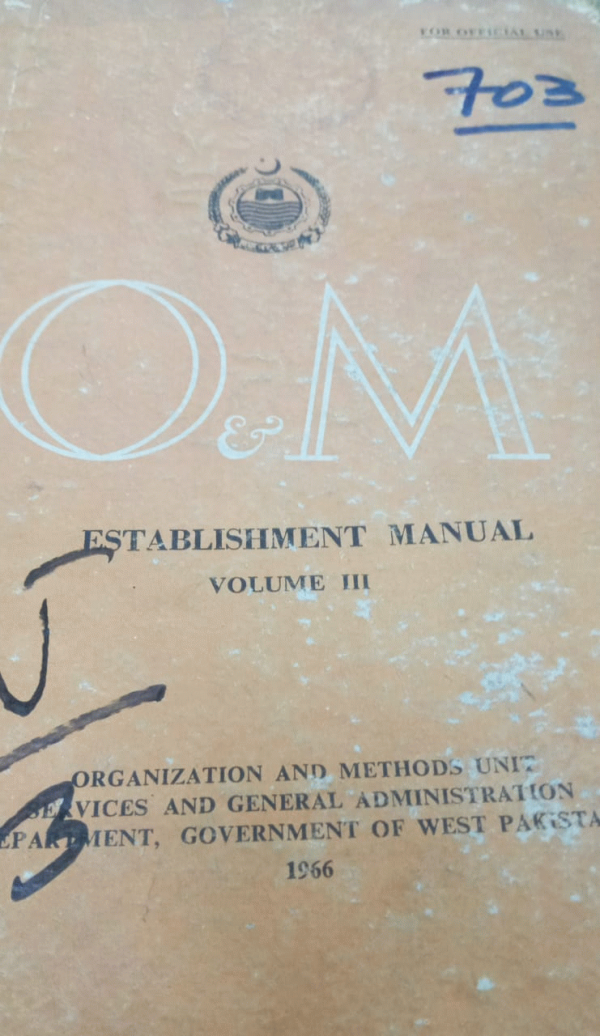 FOR OFFICIAL USE
703
O & M
ESTABLISHMENT MANUAL
VOLUME III
ORGANIZATION AND METHODS UNIT
SERVICES AND GENERAL ADMINISTRATION
EPARTMENT, GOVERNMENT OF WEST PAKISTA
1966